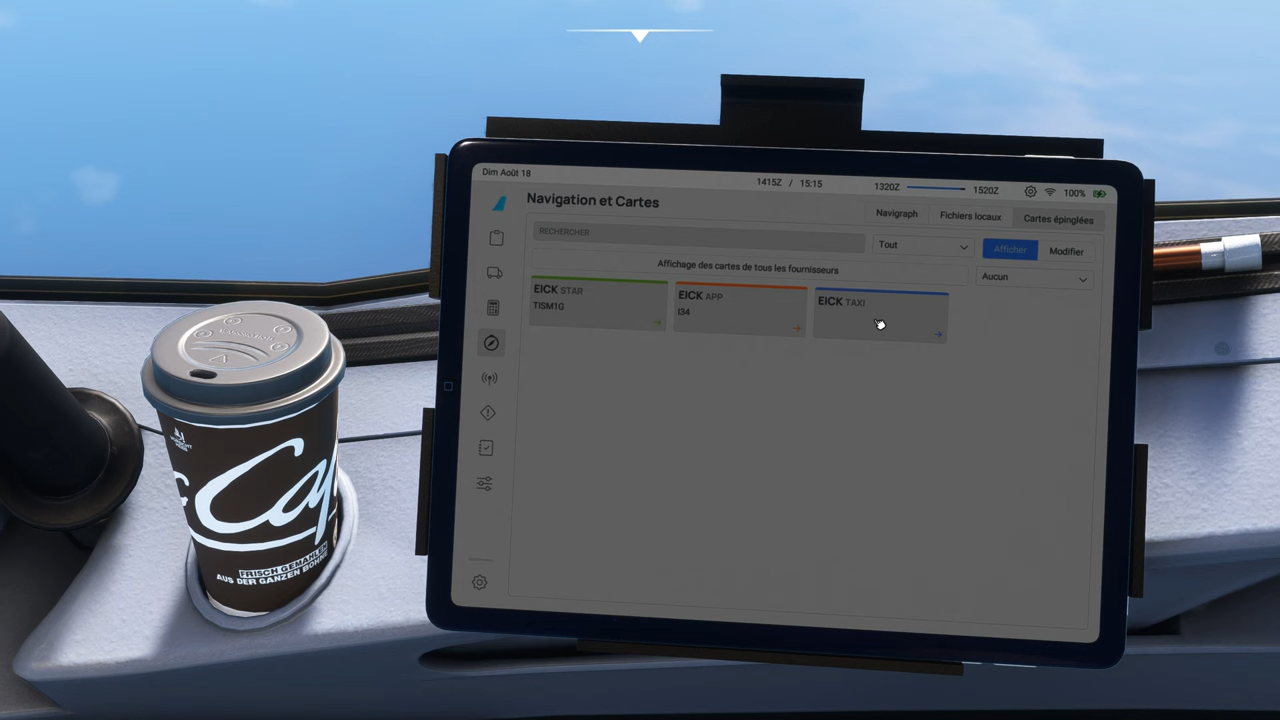 Dim Août 18
1415Z / 15:15
1320Z
1520Z
100%
Navigation et Cartes
Navigraph
Fichiers locaux
Cartes épinglées
RECHERCHER
Tout
Afficher
Modifier
Affichage des cartes de tous les fournisseurs
Aucun
EICK STAR
TISM1G
EICK APP
I34
EICK TAXI
Caf
FRISCH GEMAHLEN
AUS DER GANZEN BOHNE